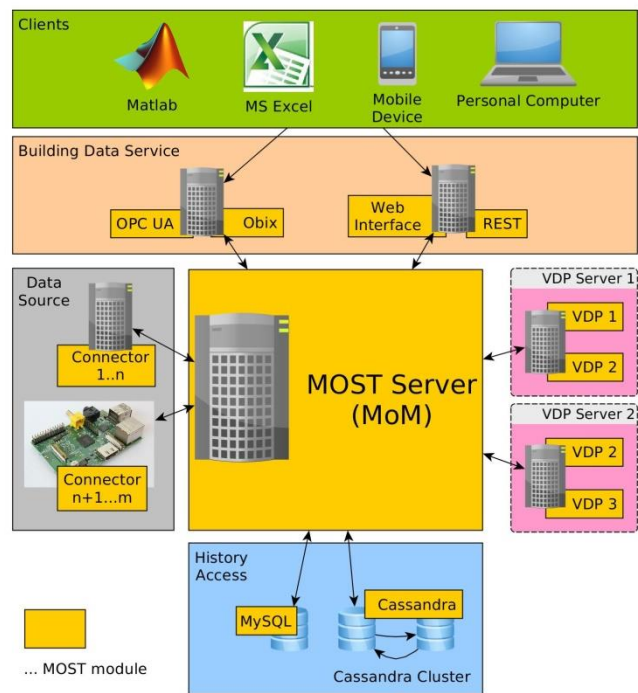 Clients
Matlab
MS Excel
Mobile
Device
Personal Computer
Building Data Service
OPC UA
Obix
Web
Interface
REST
Data
Source
Connector
1..n
Connector
n+1...m
MOST Server
(MoM)
VDP Server 1
VDP 1
VDP 2
VDP Server 2
VDP 2
VDP 3
History
Access
MySQL
Cassandra
Cassandra Cluster
... MOST module